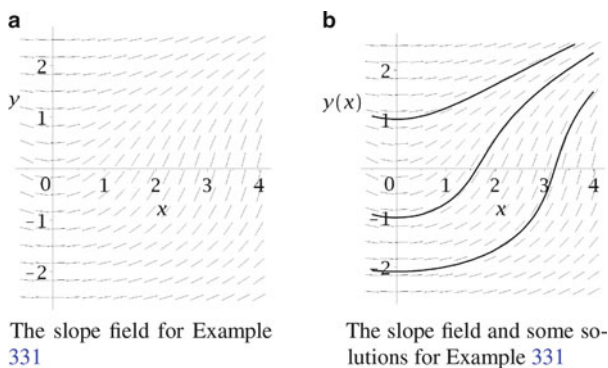 a
2
y
1
0
1
2
3
4
x
-1
-2
The slope field for Example
331
b
2
y(x)
1
0
1
2
3
4
x
-1
-2
The slope field and some so-
lutions for Example 331